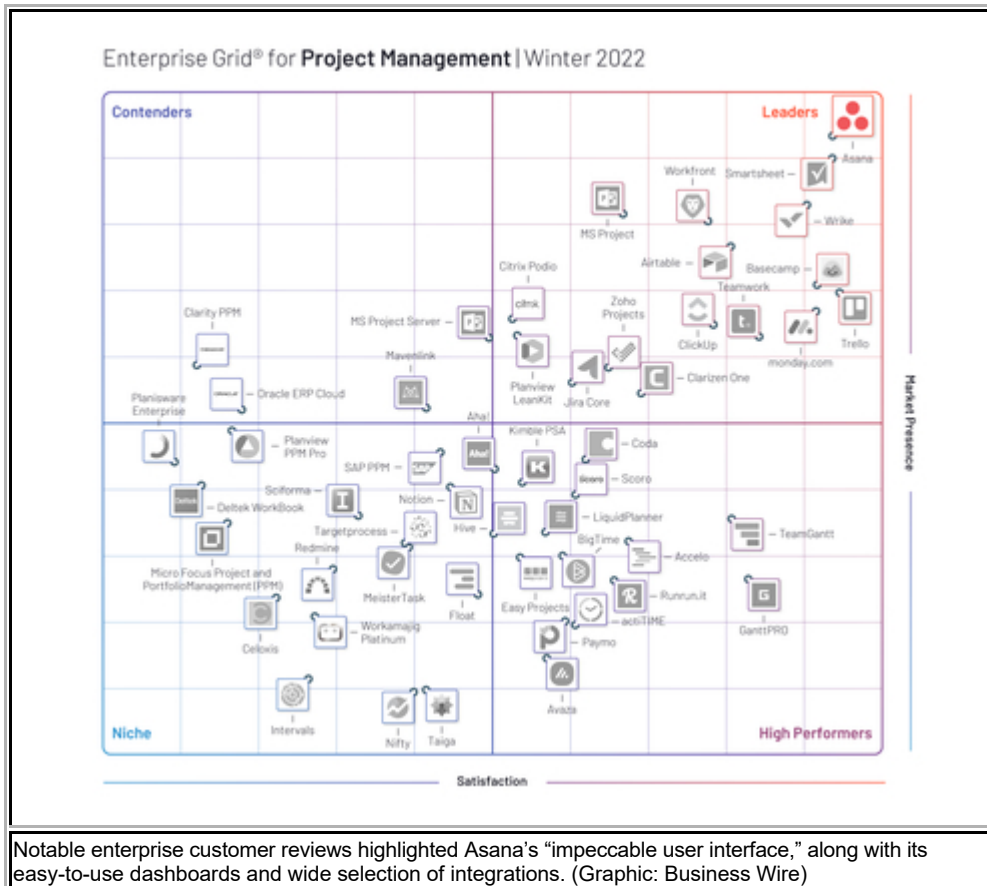 Enterprise Grid® for Project Management | Winter 2022
Contenders
Leaders
Asana
Smartsheet
Workfront
MS Project
Wrike
Airtable
Basecamp
Citrix Podio
Teamwork
Zoho
Projects
ClickUp
Trello
monday.com
Clarity PPM
MS Project Server
Mavenlink
Planview
LeanKit
Jira Core
Clarizen One
Oracle ERP Cloud
Planisware
Enterprise
Market Presence
Aha!
Aha!
Kimble PSA
Coda
Planview
PPM Pro
SAP PPM
Scoro
Scoro
Sciforma
Notion
Deltek
Deltek WorkBook
Hive
LiquidPlanner
Targetprocess
BigTime
TeamGantt
Redmine
Accelo
Micro Focus Project and
PortfolioManagement (PPM)
MeisterTask
Float
Easy Projects
Runrun.it
actiTIME
GanttPRO
Celoxis
Workamajig
Platinum
Paymo
Avaza
Intervals
Nifty
Taiga
Niche
High Performers
Satisfaction
Notable enterprise customer reviews highlighted Asana’s “impeccable user interface,” along with its
easy-to-use dashboards and wide selection of integrations. (Graphic: Business Wire)